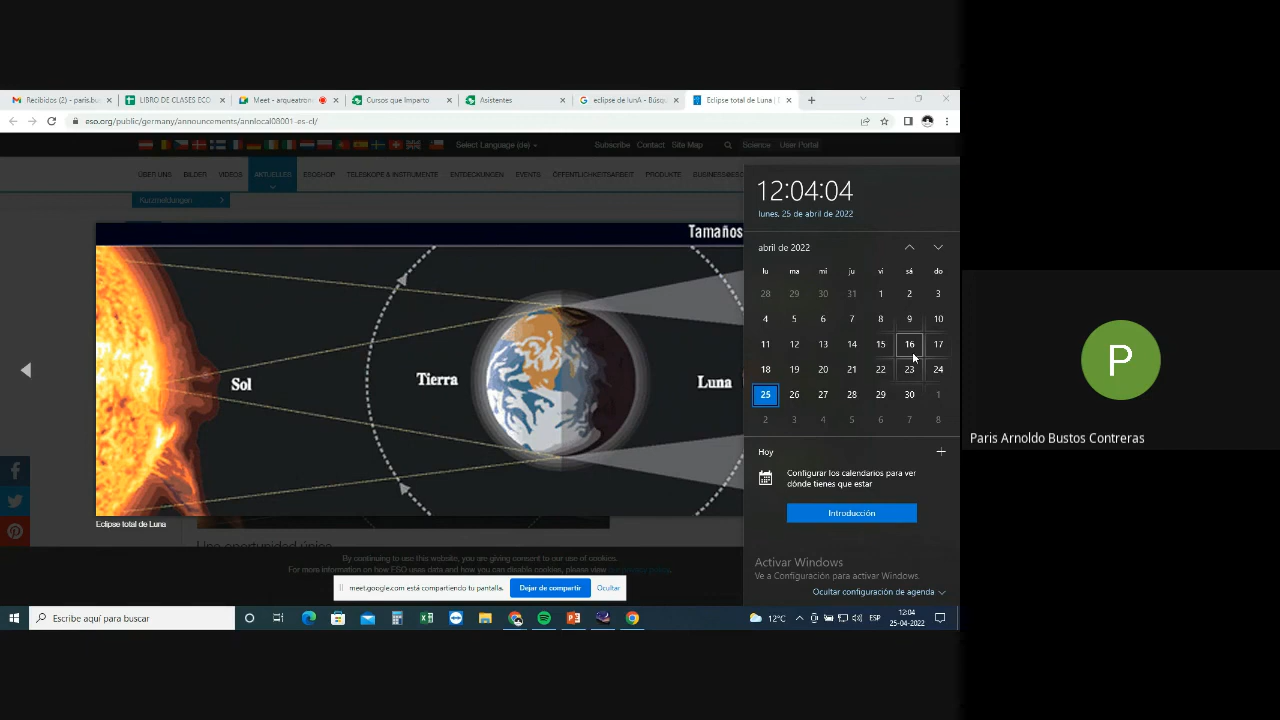 Recibidos (2) - paris.bu
LIBRO DE CLASES ECO
Meet - arqueatron
Cursos que Imparto
Asistentes
eclipse de lunA - Búsqu
Eclipse total de Luna |
eso.org/public/germany/announcements/annlocal08001-es-cl/
Select Language (de)
Subscribe Contact Site Map
Science User Portal
ÜBER UNS BILDER VIDEOS AKTUELLES ESOSHOP TELESKOPE & INSTRUMENTE ENTDECKUNGEN EVENTS ÖFFENTLICHKEITSARBEIT PRODUKTE
Kurzmeldungen
Tamaños
Sol
Tierra
Luna
Eclipse total de Luna
Una oportunidad única
By continuing to use this website, you are giving consent to our use of cookies.
For more information on how ESO uses data and how you can disable cookies, please view
meet.google.com está compartiendo tu pantalla.
Dejar de compartir
Ocultar
12:04:04
lunes, 25 de abril de 2022
abril de 2022
lu ma mi ju vi sá do
28 29 30 31 1 2 3
4 5 6 7 8 9 10
11 12 13 14 15 16 17
18 19 20 21 22 23 24
25 26 27 28 29 30 1
2 3 4 5 6 7 8
Hoy
Configurar los calendarios para ver
dónde tienes que estar
Introducción
Activar Windows
Ve a Configuración para activar Windows.
Ocultar configuración de agenda
Escribe aquí para buscar
12°C
ESP
12:04
25-04-2022
P
Paris Arnoldo Bustos Contreras